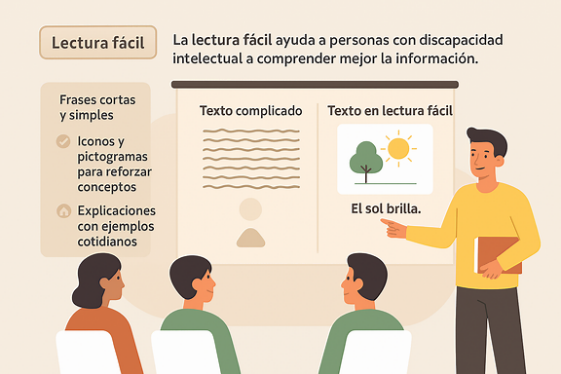 Lectura fácil
La lectura fácil ayuda a personas con discapacidad
intelectual a comprender mejor la información.
Frases cortas
y simples
Iconos y
pictogramas
para reforzar
conceptos
Explicaciones
con ejemplos
cotidianos
Texto complicado
Texto en lectura fácil
El sol brilla.